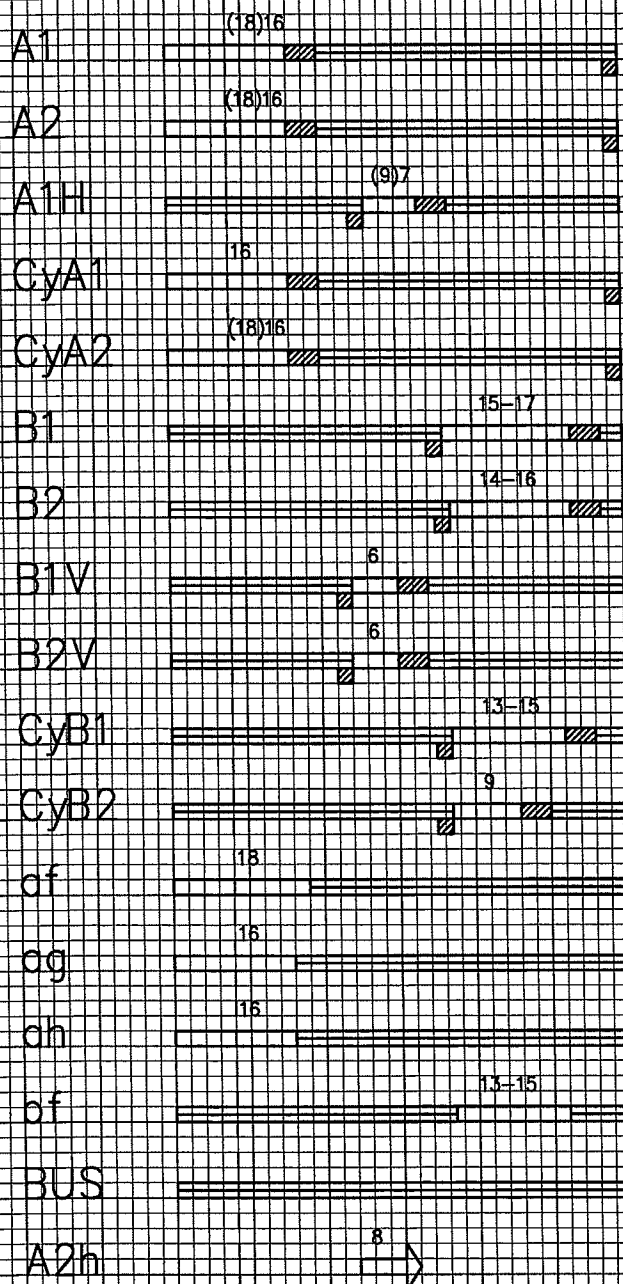 (18)16
A1
(18)16
A2
(9)7
A1H
16
CyA1
(18)16
CyA2
15-17
B1
14-16
B2
6
B1V
6
B2V
13-15
CyB1
9
CyB2
18
af
16
ag
16
ah
13-15
bf
BUS
8
A2h